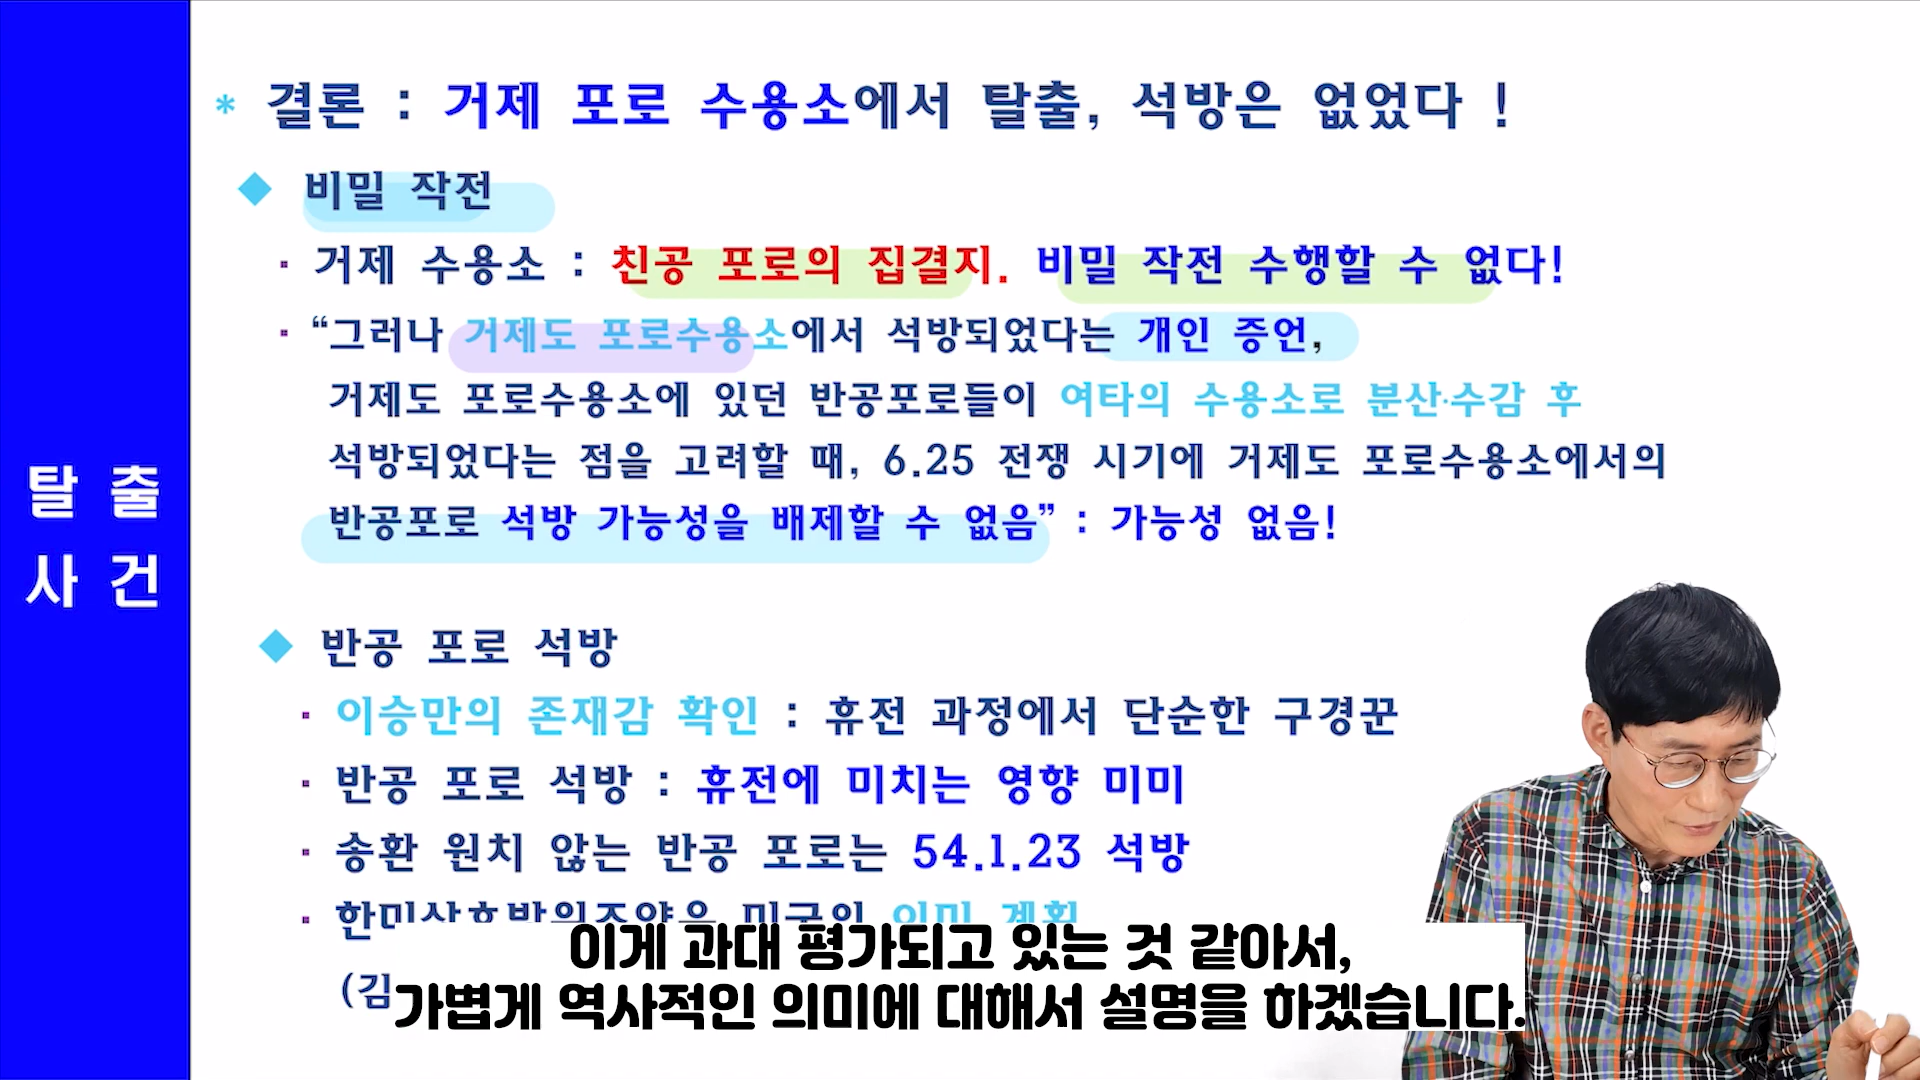 탈 출
사 건
* 결론 : 거제 포로 수용소에서 탈출, 석방은 없었다 !
◆ 비밀 작전
· 거제 수용소 : 친공 포로의 집결지. 비밀 작전 수행할 수 없다!
· “그러나 거제도 포로수용소에서 석방되었다는 개인 증언,
거제도 포로수용소에 있던 반공포로들이 여타의 수용소로 분산·수감 후
석방되었다는 점을 고려할 때, 6.25 전쟁 시기에 거제도 포로수용소에서의
반공포로 석방 가능성을 배제할 수 없음” : 가능성 없음!
◆ 반공 포로 석방
· 이승만의 존재감 확인 : 휴전 과정에서 단순한 구경꾼
· 반공 포로 석방 : 휴전에 미치는 영향 미미
· 송환 원치 않는 반공 포로는 54.1.23 석방
· 한미상호방위조약은 미국의
(김
이게 과대 평가되고 있는 것 같아서,
가볍게 역사적인 의미에 대해서 설명을 하겠습니다.